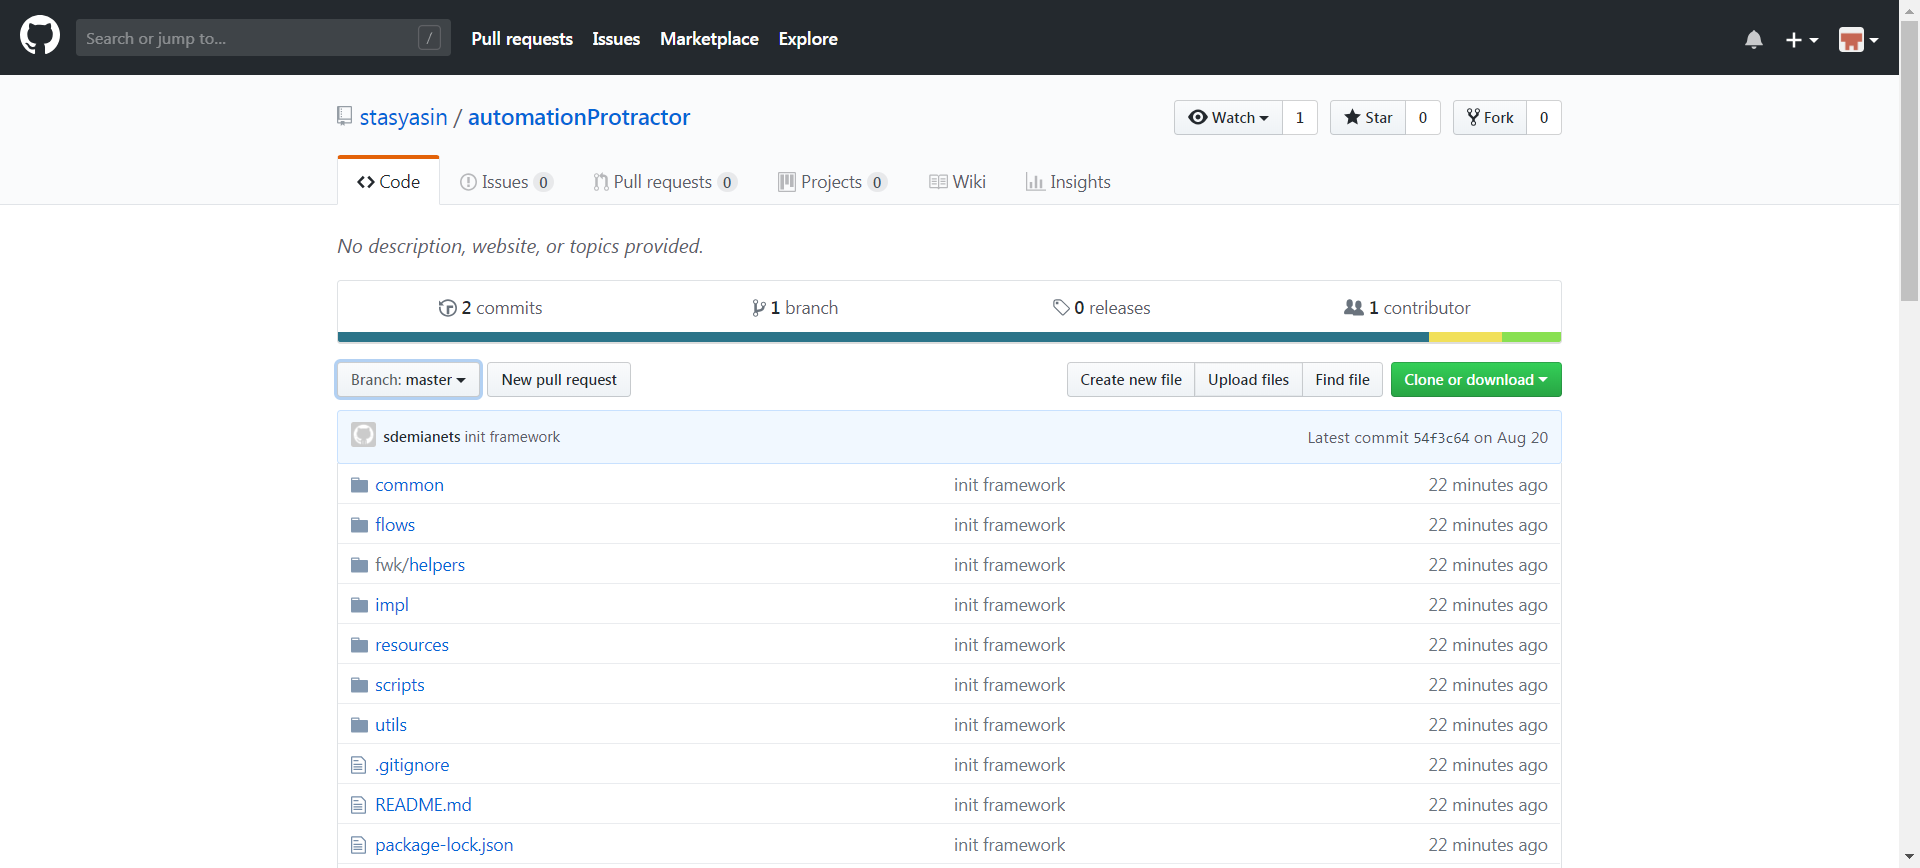 Search or jump to... /
Pull requests Issues Marketplace Explore
stasyasin / automationProtractor
Watch 1 Star 0 Fork 0
Code Issues 0 Pull requests 0 Projects 0 Wiki Insights
No description, website, or topics provided.
2 commits 1 branch 0 releases 1 contributor
Branch: master New pull request Create new file Upload files Find file Clone or download
sdemianets init framework Latest commit 54f3c64 on Aug 20
common init framework 22 minutes ago
flows init framework 22 minutes ago
fwk/helpers init framework 22 minutes ago
impl init framework 22 minutes ago
resources init framework 22 minutes ago
scripts init framework 22 minutes ago
utils init framework 22 minutes ago
.gitignore init framework 22 minutes ago
README.md init framework 22 minutes ago
package-lock.json init framework 22 minutes ago